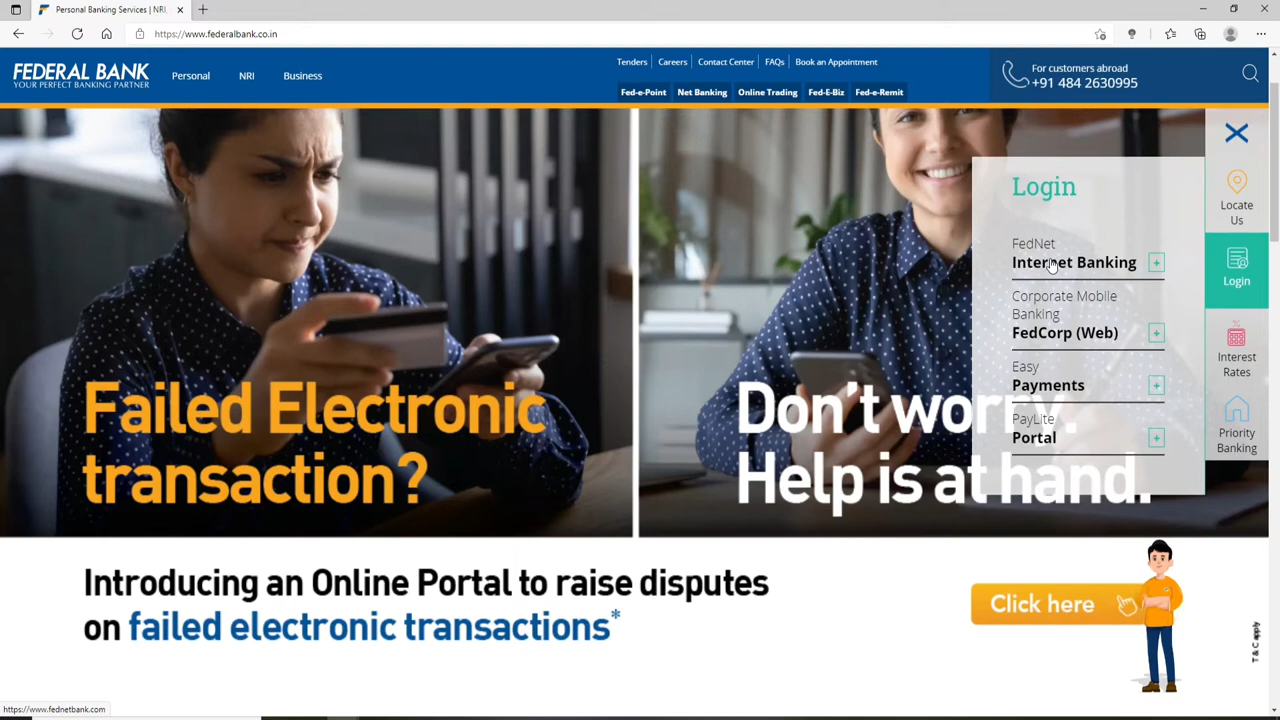 Personal Banking Services | NRI,
https://www.federalbank.co.in
FEDERAL BANK
YOUR PERFECT BANKING PARTNER
Personal
NRI
Business
Tenders
Careers
Contact Center
FAQs
Book an Appointment
Fed-e-Point
Net Banking
Online Trading
Fed-E-Biz
Fed-e-Remit
For customers abroad
+91 484 2630995
Locate
Us
Login
Interest
Rates
Priority
Banking
Login
FedNet
Internet Banking
Corporate Mobile
Banking
FedCorp (Web)
Easy
Payments
PayLite
Portal
Failed Electronic
transaction?
Don't worry.
Help is at hand.
Introducing an Online Portal to raise disputes
on failed electronic transactions*
Click here
T & C apply
https://www.fednetbank.com